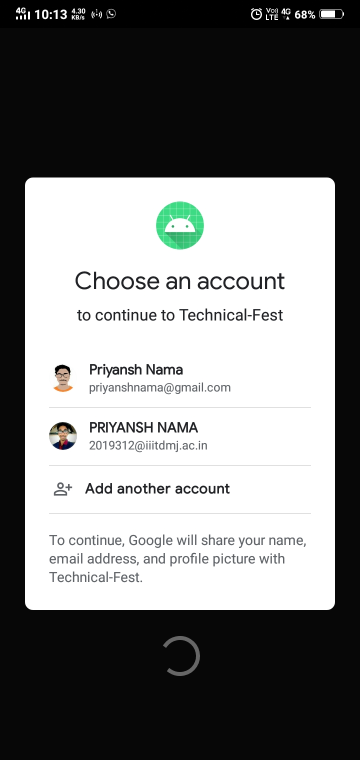 4G 10:13 4.30 KB/s Vo) LTE 4G 68%
Choose an account
to continue to Technical-Fest
Priyansh Nama
priyanshnama@gmail.com
PRIYANSH NAMA
2019312@iiitdmj.ac.in
Add another account
To continue, Google will share your name,
email address, and profile picture with
Technical-Fest.